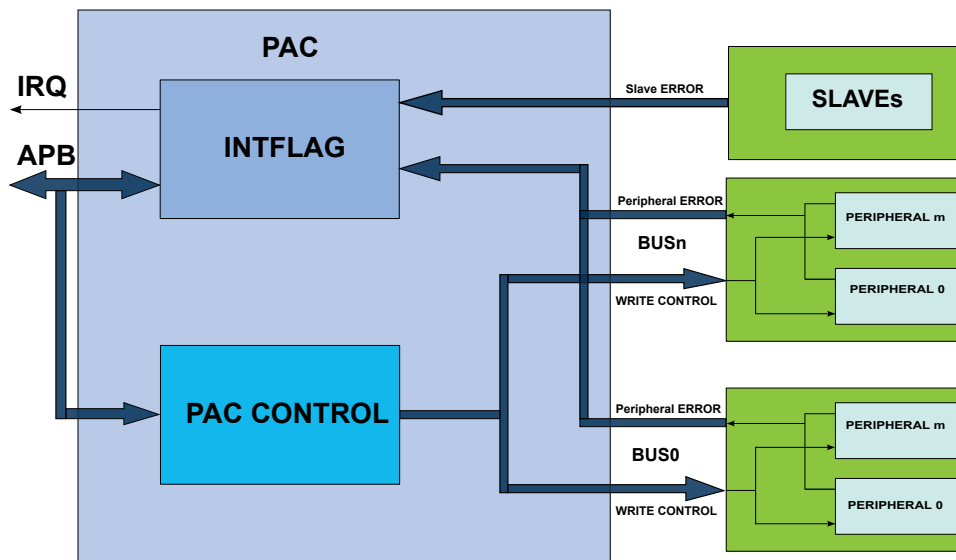 PAC
IRQ
APB
INTFLAG
Slave ERROR
SLAVEs
Peripheral ERROR
BUSn
WRITE CONTROL
PERIPHERAL m
PERIPHERAL 0
PAC CONTROL
Peripheral ERROR
BUS0
WRITE CONTROL
PERIPHERAL m
PERIPHERAL 0